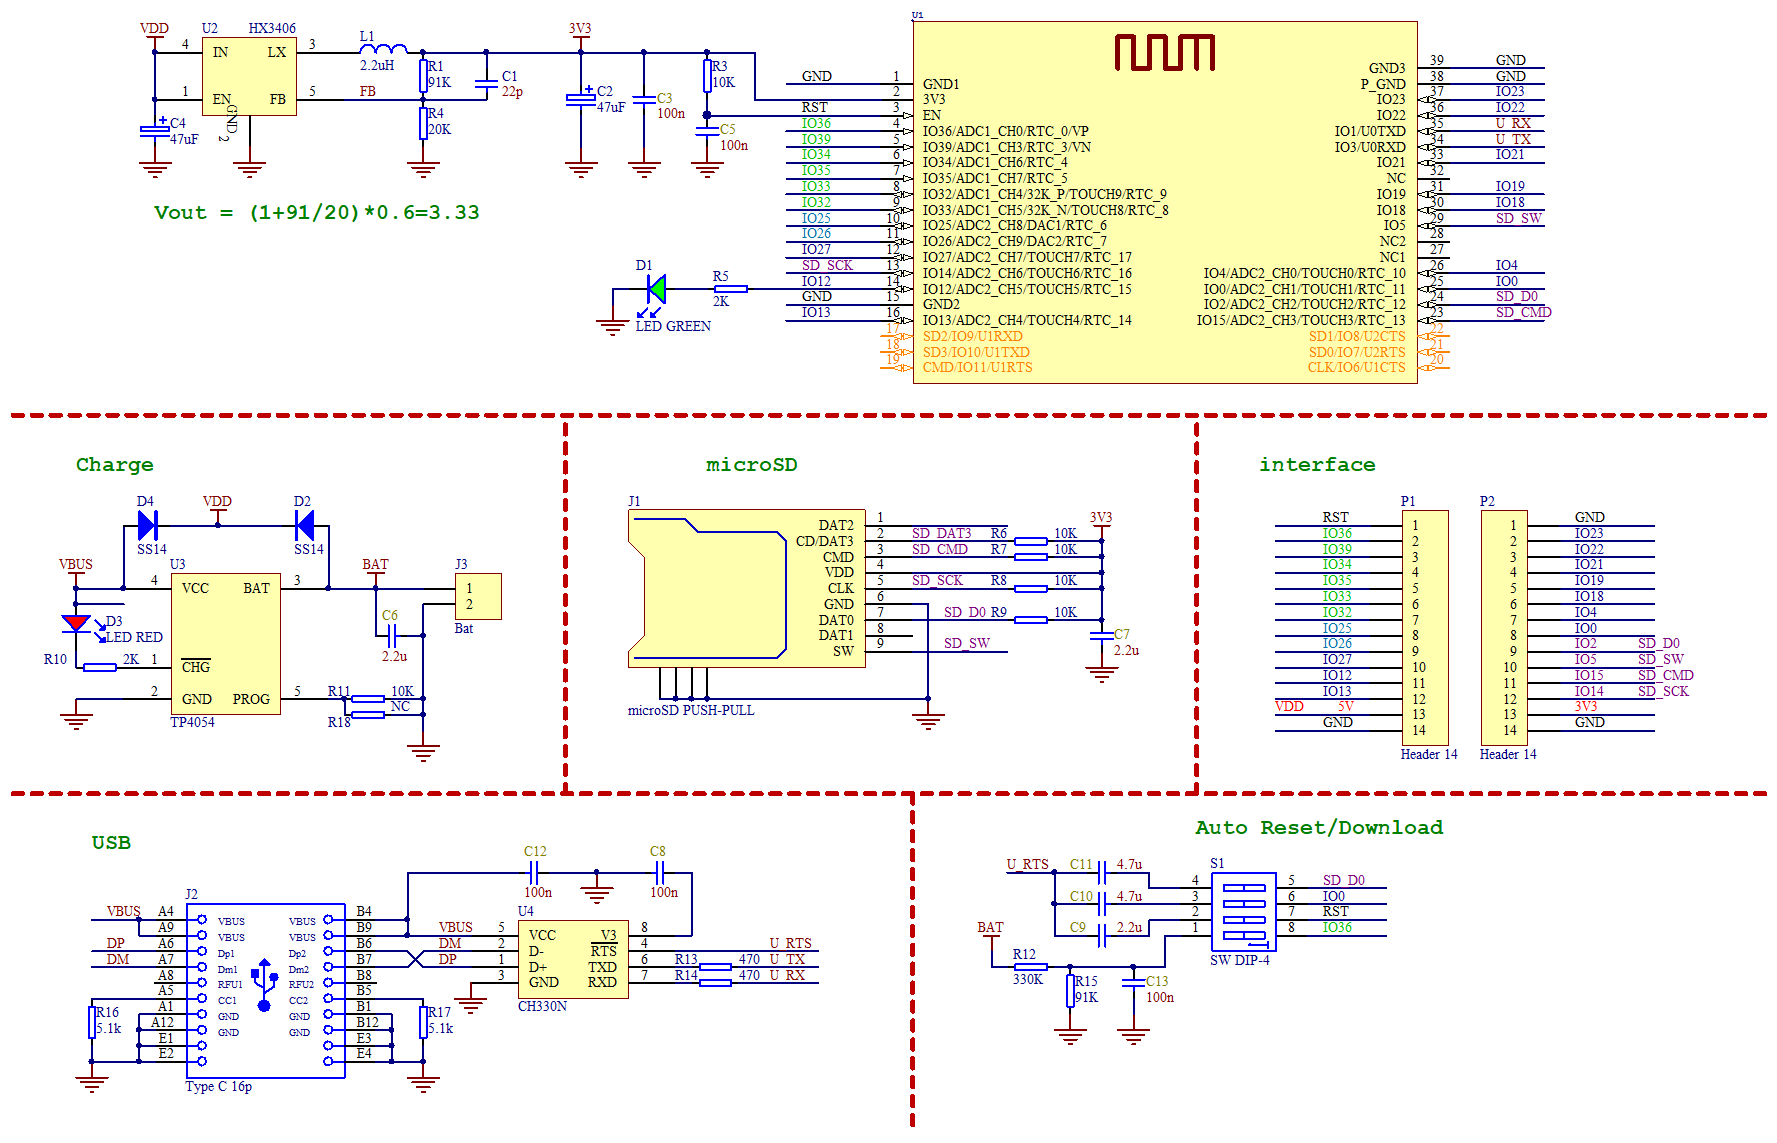 VDD
U2 HX3406
4 IN LX 3
1 EN FB 5
GND
2
C4
47uF
L1
2.2uH
FB
R1
91K
R4
20K
C1
22p
3V3
C2
47uF
C3
100n
R3
10K
C5
100n
Vout = (1+91/20)*0.6=3.33
D1
LED GREEN
R5
2K
U1
GND 1 GND1
2 3V3
RST 3 EN
IO36 4 IO36/ADC1_CH0/RTC_0/VP
IO39 5 IO39/ADC1_CH3/RTC_3/VN
IO34 6 IO34/ADC1_CH6/RTC_4
IO35 7 IO35/ADC1_CH7/RTC_5
IO33 8 IO32/ADC1_CH4/32K_P/TOUCH9/RTC_9
IO32 9 IO33/ADC1_CH5/32K_N/TOUCH8/RTC_8
IO25 10 IO25/ADC2_CH8/DAC1/RTC_6
IO26 11 IO26/ADC2_CH9/DAC2/RTC_7
IO27 12 IO27/ADC2_CH7/TOUCH7/RTC_17
SD_SCK 13 IO14/ADC2_CH6/TOUCH6/RTC_16
IO12 14 IO12/ADC2_CH5/TOUCH5/RTC_15
GND 15 GND2
IO13 16 IO13/ADC2_CH4/TOUCH4/RTC_14
17 SD2/IO9/U1RXD
18 SD3/IO10/U1TXD
19 CMD/IO11/U1RTS
GND3 39 GND
P_GND 38 GND
IO23 37 IO23
IO22 36 IO22
IO1/U0TXD 35 U_RX
IO3/U0RXD 34 U_TX
IO21 33 IO21
NC 32
IO19 31 IO19
IO18 30 IO18
IO5 29 SD_SW
NC2 28
NC1 27
IO4/ADC2_CH0/TOUCH0/RTC_10 26 IO4
IO0/ADC2_CH1/TOUCH1/RTC_11 25 IO0
IO2/ADC2_CH2/TOUCH2/RTC_12 24 SD_D0
IO15/ADC2_CH3/TOUCH3/RTC_13 23 SD_CMD
SD1/IO8/U2CTS 22
SD0/IO7/U2RTS 21
CLK/IO6/U1CTS 20
Charge
D4
SS14
VDD
D2
SS14
VBUS
U3
4 VCC BAT 3
1 CHG
2 GND PROG 5
TP4054
D3
LED RED
R10 2K
BAT
C6
2.2u
J3
1
2
Bat
R11 10K
R18 NC
microSD
J1
DAT2 1
CD/DAT3 2 SD_DAT3 R6 10K
CMD 3 SD_CMD R7 10K
VDD 4
CLK 5 SD_SCK R8 10K
GND 6
DAT0 7 SD_D0 R9 10K
DAT1 8
SW 9 SD_SW
microSD PUSH-PULL
3V3
C7
2.2u
interface
P1
RST 1
IO36 2
IO39 3
IO34 4
IO35 5
IO33 6
IO32 7
IO25 8
IO26 9
IO27 10
IO12 11
IO13 12
VDD 5V 13
GND 14
Header 14
P2
1 GND
2 IO23
3 IO22
4 IO21
5 IO19
6 IO18
7 IO4
8 IO0
9 IO2 SD_D0
10 IO5 SD_SW
11 IO15 SD_CMD
12 IO14 SD_SCK
13 3V3
14 GND
Header 14
USB
J2
VBUS A4 VBUS VBUS B4
A9 VBUS VBUS B9
DP A6 Dp1 Dp2 B6
DM A7 Dm1 Dm2 B7
A8 RFU1 RFU2 B8
A5 CC1 CC2 B5
A1 GND GND B1
A12 GND GND B12
E1 E3
E2 E4
Type C 16p
R16
5.1k
R17
5.1k
C12
100n
C8
100n
U4
VBUS 5 VCC V3 8
DM 2 D- RTS 4 U_RTS
DP 1 D+ TXD 6 R13 470 U_TX
3 GND RXD 7 R14 470 U_RX
CH330N
Auto Reset/Download
U_RTS
C11 4.7u
C10 4.7u
C9 2.2u
S1
4 5 SD_D0
3 6 IO0
2 7 RST
1 8 IO36
SW DIP-4
BAT
R12
330K
R15
91K
C13
100n